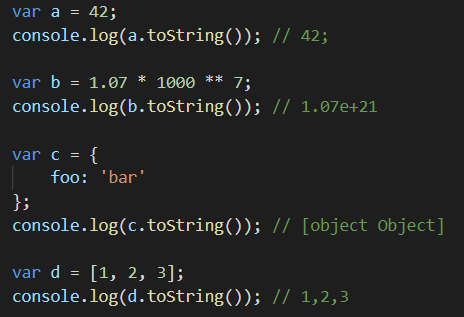 var a = 42;
console.log(a.toString()); // 42;
var b = 1.07 * 1000 ** 7;
console.log(b.toString()); // 1.07e+21
var c = {
    foo: 'bar'
};
console.log(c.toString()); // [object Object]
var d = [1, 2, 3];
console.log(d.toString()); // 1,2,3